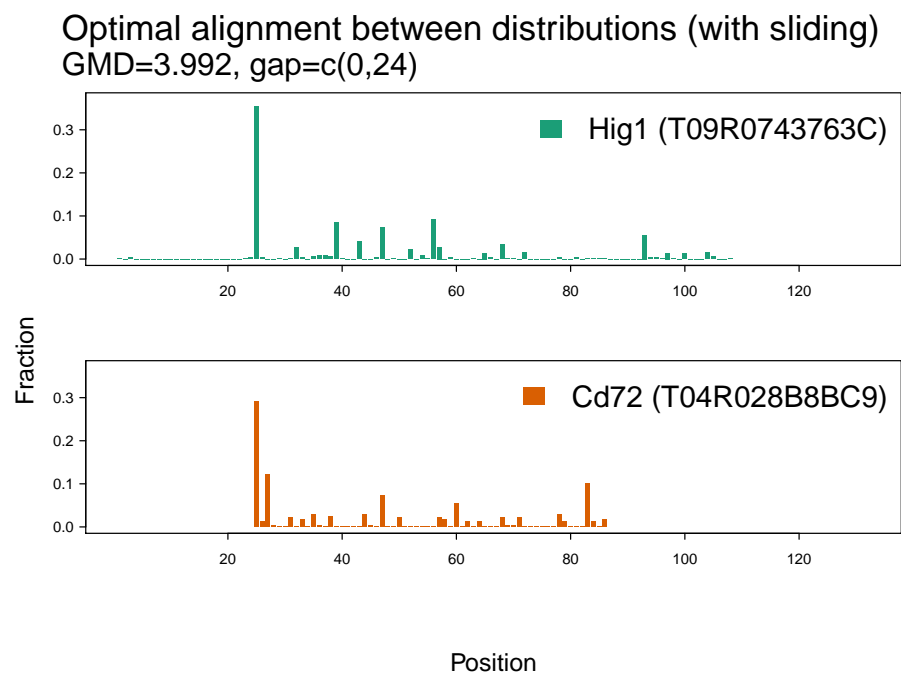 Optimal alignment between distributions (with sliding)
GMD=3.992, gap=c(0,24)
Hig1 (T09R0743763C)
0.3
0.2
0.1
0.0
20 40 60 80 100 120
Fraction
Cd72 (T04R028B8BC9)
0.3
0.2
0.1
0.0
20 40 60 80 100 120
Position